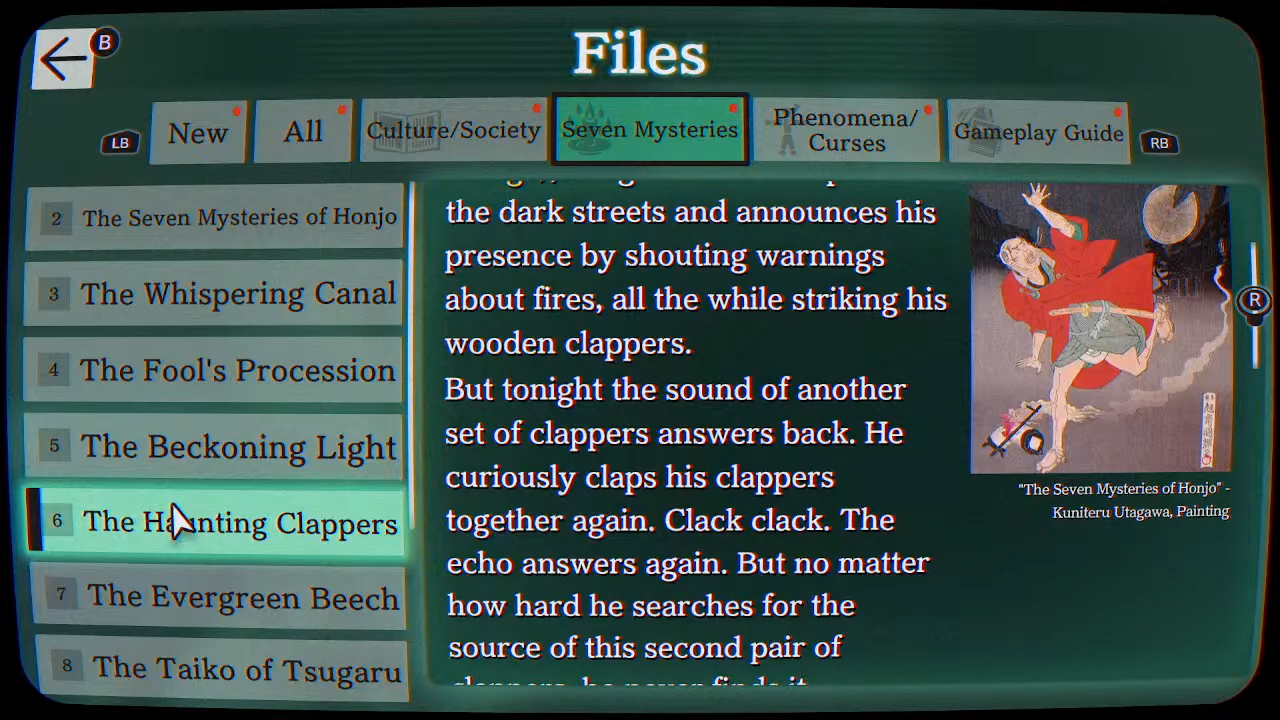 B
Files
LB
New
All
Culture/Society
Seven Mysteries
Phenomena/
Curses
Gameplay Guide
RB
2 The Seven Mysteries of Honjo
3 The Whispering Canal
4 The Fool's Procession
5 The Beckoning Light
6 The Haunting Clappers
7 The Evergreen Beech
8 The Taiko of Tsugaru
the dark streets and announces his
presence by shouting warnings
about fires, all the while striking his
wooden clappers.
But tonight the sound of another
set of clappers answers back. He
curiously claps his clappers
together again. Clack clack. The
echo answers again. But no matter
how hard he searches for the
source of this second pair of
clappers, he never finds it.
"The Seven Mysteries of Honjo" -
Kuniteru Utagawa, Painting
R